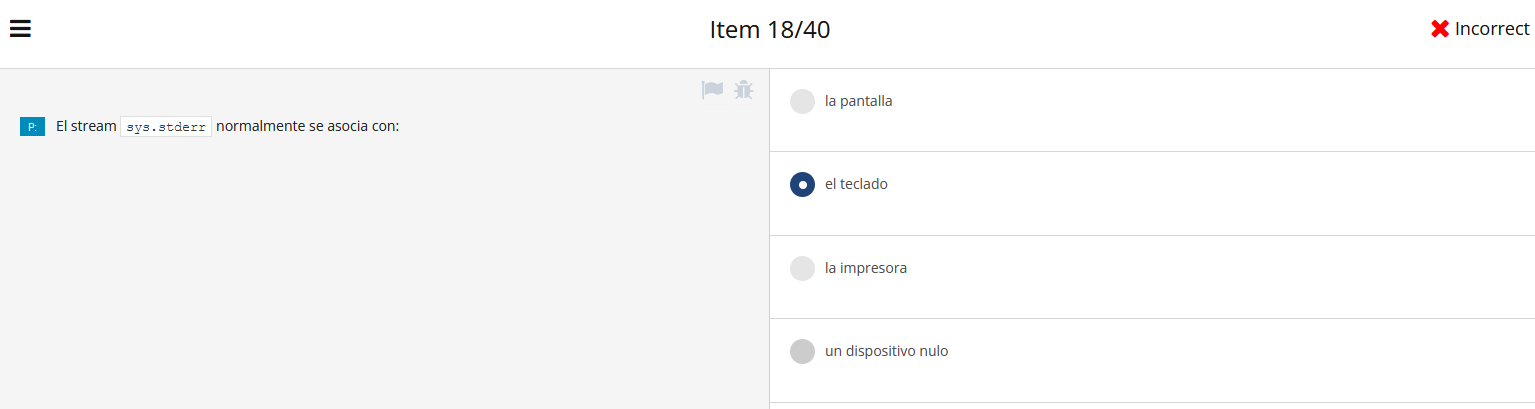 Item 18/40
Incorrect
P: El stream sys.stderr normalmente se asocia con:
la pantalla
el teclado
la impresora
un dispositivo nulo